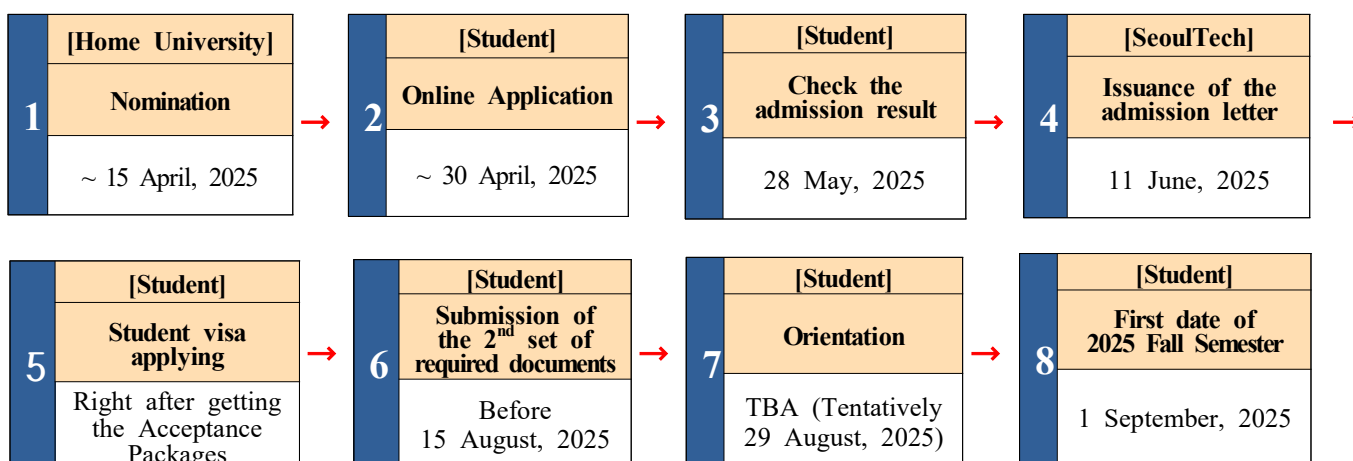 1
[Home University]
Nomination
~ 15 April, 2025
→
2
[Student]
Online Application
~ 30 April, 2025
→
3
[Student]
Check the
admission result
28 May, 2025
→
4
[SeoulTech]
Issuance of the
admission letter
11 June, 2025
→
5
[Student]
Student visa
applying
Right after getting
the Acceptance
Packages
→
6
[Student]
Submission of
the 2nd set of
required documents
Before
15 August, 2025
→
7
[Student]
Orientation
TBA (Tentatively
29 August, 2025)
→
8
[Student]
First date of
2025 Fall Semester
1 September, 2025